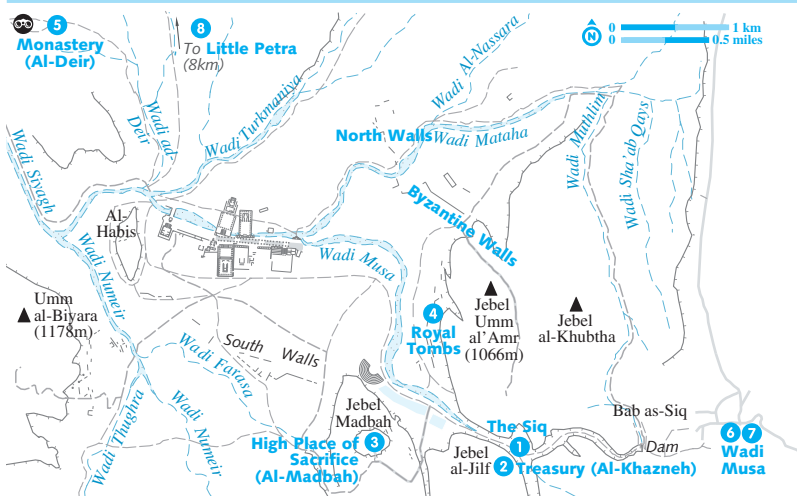 5
Monastery
(Al-Deir)
8
To Little Petra
(8km)
N
0
1 km
0
0.5 miles
Wadi Al-Nassara
Wadi ad-
Deir
Wadi Turkmaniya
North Walls
Wadi Mataha
Wadi Muthlim
Wadi Sha'ab Qays
Wadi Siyagh
Byzantine Walls
Al-
Habis
Wadi Musa
Wadi Numeir
Umm
al-Biyara
(1178m)
4
Royal
Tombs
Jebel
Umm
al'Amr
(1066m)
Jebel
al-Khubtha
South Walls
Wadi Farasa
Wadi Thughra
Wadi Numeir
Jebel
Madbah
High Place of
Sacrifice
(Al-Madbah)
3
The Siq
1
Jebel
al-Jilf
2
Treasury (Al-Khazneh)
Bab as-Siq
Dam
6
7
Wadi
Musa